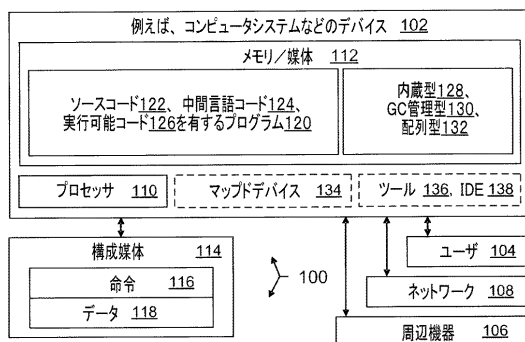 例えば、コンピュータシステムなどのデバイス 102
メモリ／媒体 112
ソースコード122、中間言語コード124、
実行可能コード126を有するプログラム120
内蔵型128、
GC管理型130、
配列型132
プロセッサ 110
マップドデバイス 134
ツール 136, IDE 138
構成媒体 114
命令 116
データ 118
100
ユーザ 104
ネットワーク 108
周辺機器 106